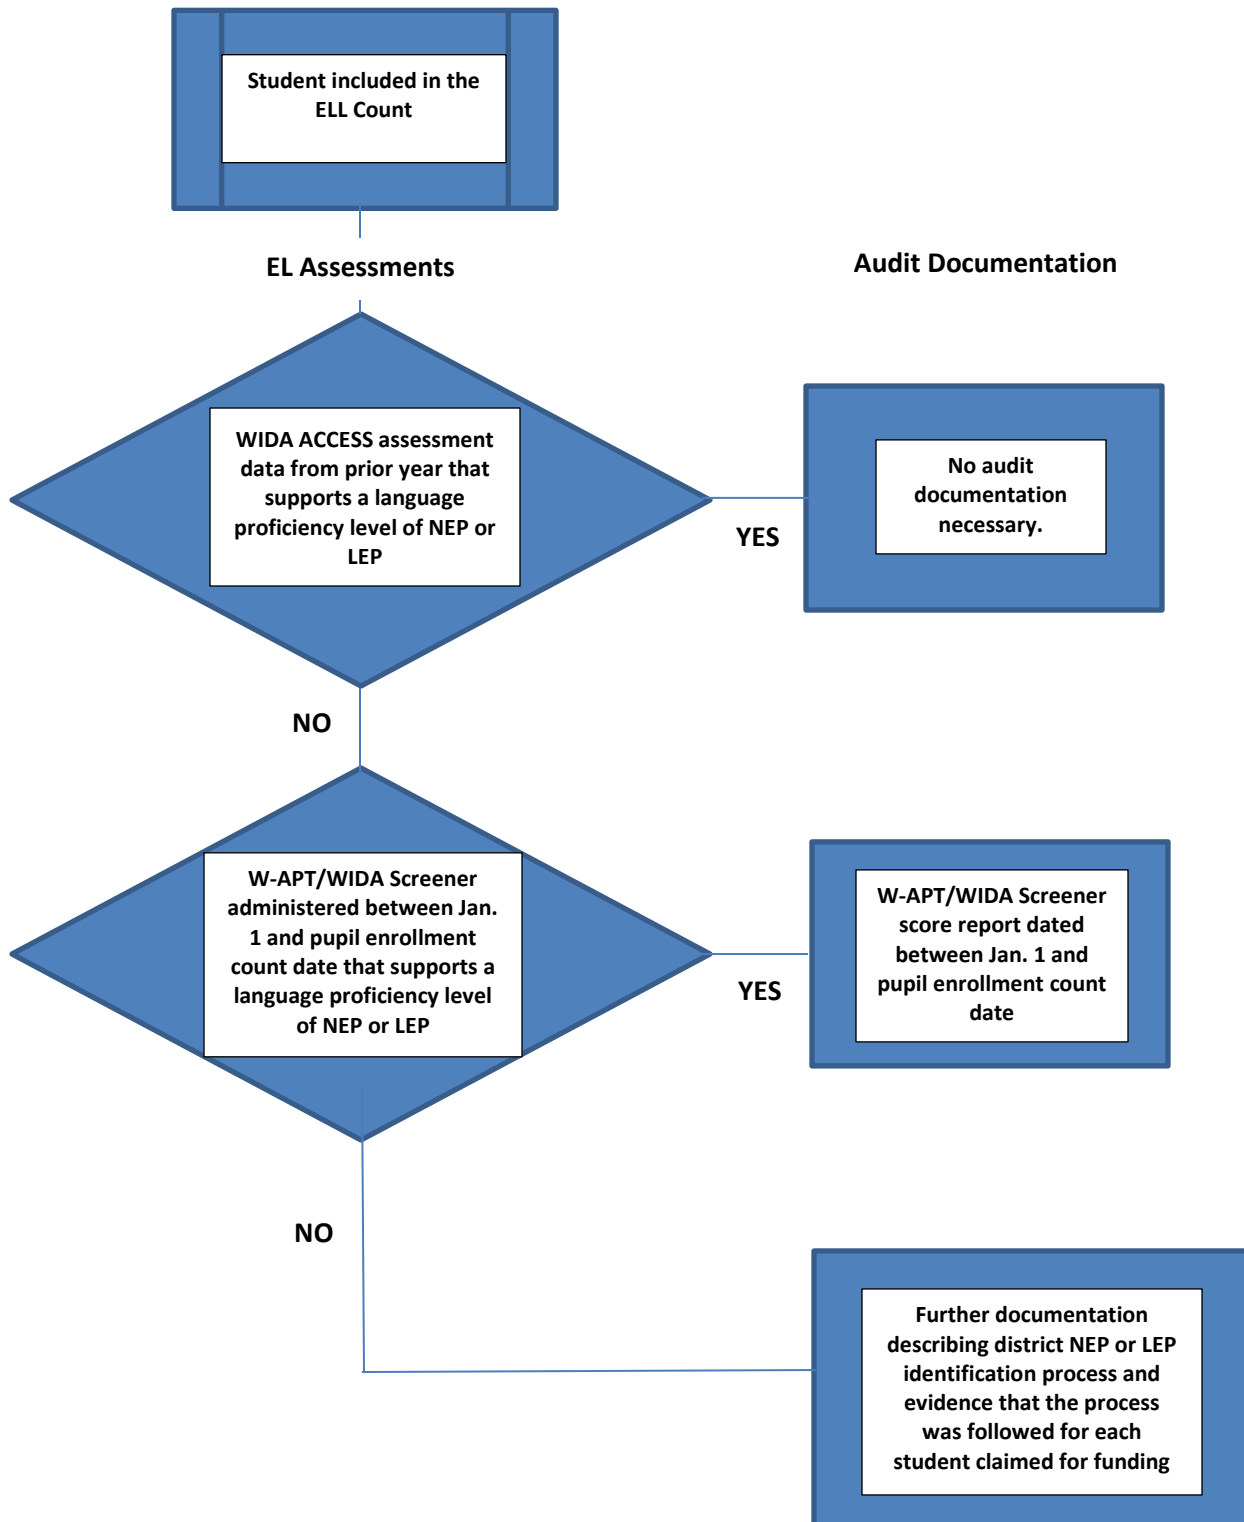 Student included in the
ELL Count
EL Assessments
Audit Documentation
WIDA ACCESS assessment
data from prior year that
supports a language
proficiency level of NEP or
LEP
YES
No audit
documentation
necessary.
NO
W-APT/WIDA Screener
administered between Jan.
1 and pupil enrollment
count date that supports a
language proficiency level
of NEP or LEP
YES
W-APT/WIDA Screener
score report dated
between Jan. 1 and
pupil enrollment count
date
NO
Further documentation
describing district NEP or LEP
identification process and
evidence that the process
was followed for each
student claimed for funding